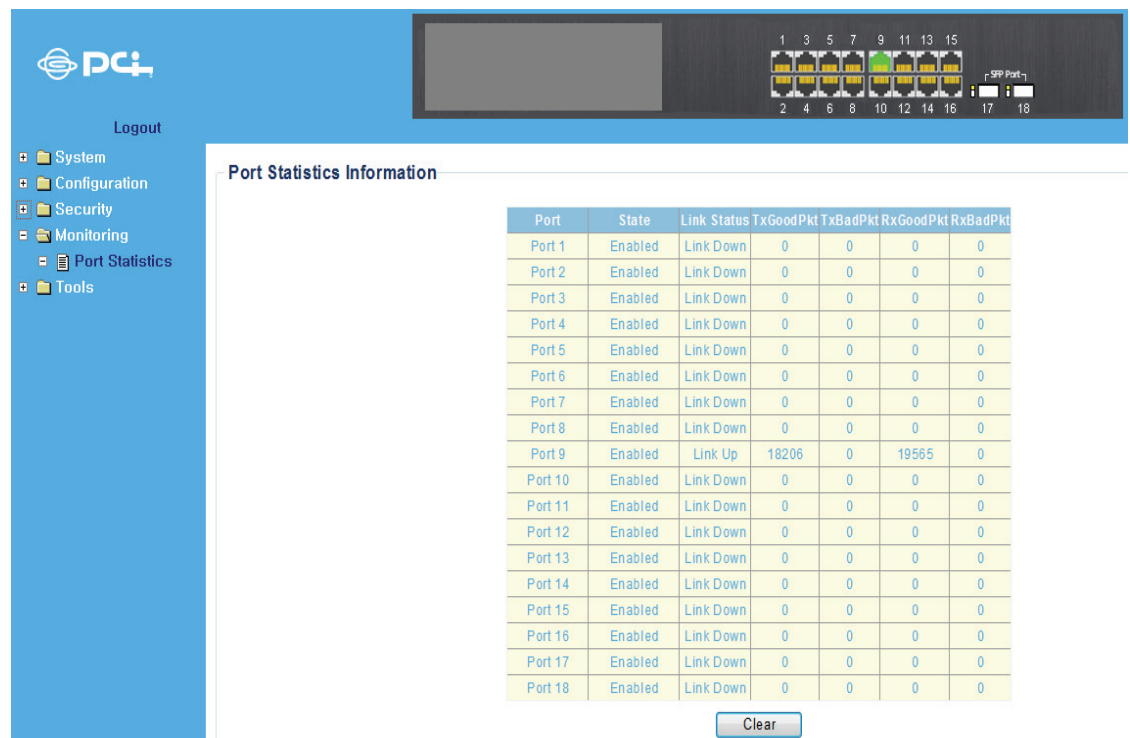 PCi
Logout
System
Configuration
Security
Monitoring
Port Statistics
Tools
1 3 5 7 9 11 13 15
SFP Port
2 4 6 8 10 12 14 16 17 18
Port Statistics Information
Port State Link Status TxGoodPkt TxBadPkt RxGoodPkt RxBadPkt
Port 1 Enabled Link Down 0 0 0 0
Port 2 Enabled Link Down 0 0 0 0
Port 3 Enabled Link Down 0 0 0 0
Port 4 Enabled Link Down 0 0 0 0
Port 5 Enabled Link Down 0 0 0 0
Port 6 Enabled Link Down 0 0 0 0
Port 7 Enabled Link Down 0 0 0 0
Port 8 Enabled Link Down 0 0 0 0
Port 9 Enabled Link Up 18206 0 19565 0
Port 10 Enabled Link Down 0 0 0 0
Port 11 Enabled Link Down 0 0 0 0
Port 12 Enabled Link Down 0 0 0 0
Port 13 Enabled Link Down 0 0 0 0
Port 14 Enabled Link Down 0 0 0 0
Port 15 Enabled Link Down 0 0 0 0
Port 16 Enabled Link Down 0 0 0 0
Port 17 Enabled Link Down 0 0 0 0
Port 18 Enabled Link Down 0 0 0 0
Clear